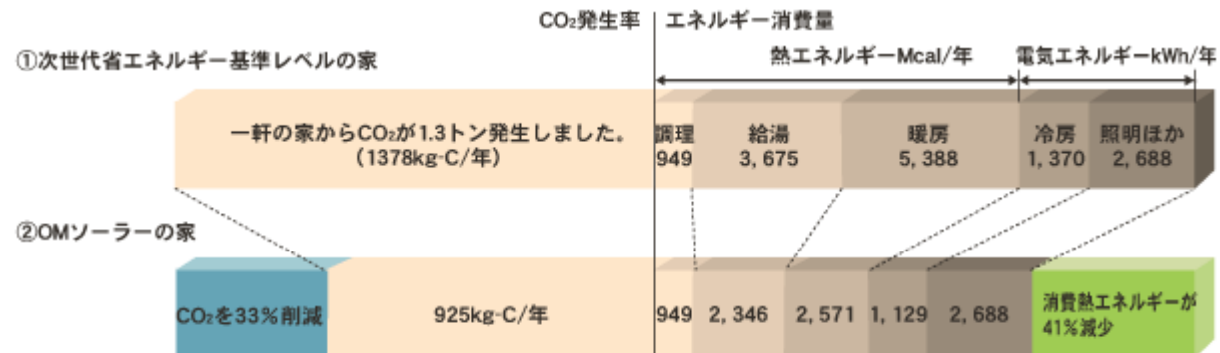 CO₂発生率 エネルギー消費量
①次世代省エネルギー基準レベルの家
熱エネルギーMcal/年 電気エネルギーkWh/年
一軒の家からCO₂が1.3トン発生しました。
（1378kg-C/年）
調理
949
給湯
3,675
暖房
5,388
冷房
1,370
照明ほか
2,688
②OMソーラーの家
CO₂を33%削減
925kg-C/年
949
2,346
2,571
1,129
2,688
消費熱エネルギーが
41%減少